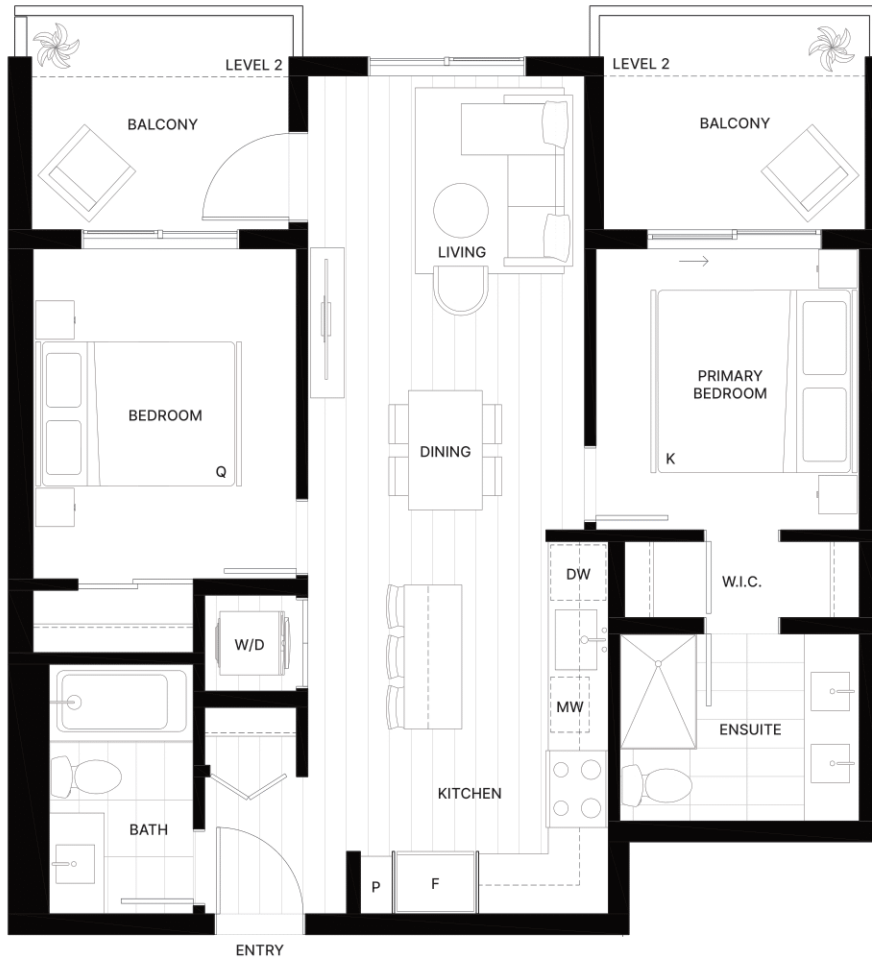 LEVEL 2
LEVEL 2
BALCONY
BALCONY
LIVING
PRIMARY
BEDROOM
BEDROOM
DINING
Q
K
DW
W.I.C.
W/D
MW
ENSUITE
KITCHEN
BATH
P
F
ENTRY